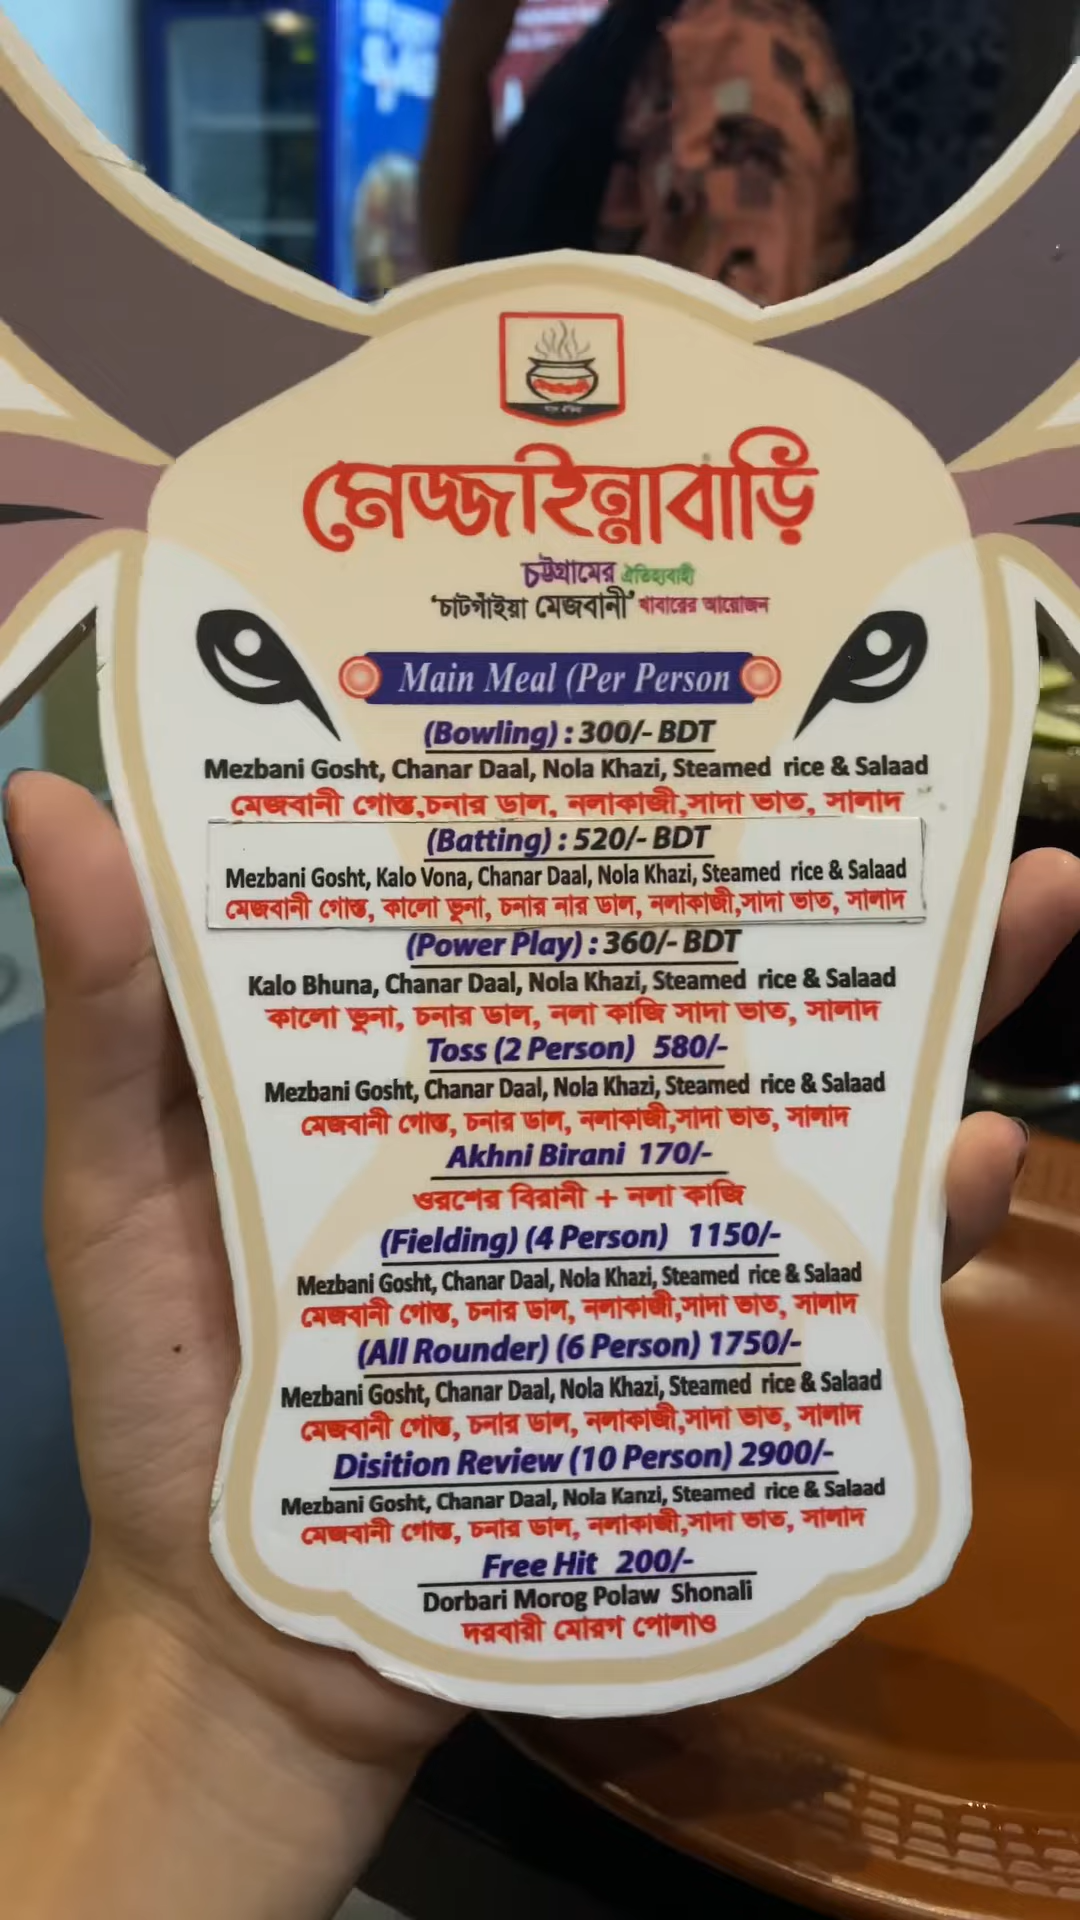 মেজ্জাইন্নাবাড়ি
চট্টগ্রামের ঐতিহ্যবাহী
'চাটগাঁইয়া মেজবানী' খাবারের আয়োজন
Main Meal (Per Person
(Bowling) : 300/- BDT
Mezbani Gosht, Chanar Daal, Nola Khazi, Steamed rice & Salaad
মেজবানী গোস্ত,চনার ডাল, নলাকাজী,সাদা ভাত, সালাদ
(Batting) : 520/- BDT
Mezbani Gosht, Kalo Vona, Chanar Daal, Nola Khazi, Steamed rice & Salaad
মেজবানী গোস্ত, কালো ভুনা, চনার নার ডাল, নলাকাজী,সাদা ভাত, সালাদ
(Power Play) : 360/- BDT
Kalo Bhuna, Chanar Daal, Nola Khazi, Steamed rice & Salaad
কালো ভুনা, চনার ডাল, নলা কাজি সাদা ভাত, সালাদ
Toss (2 Person) 580/-
Mezbani Gosht, Chanar Daal, Nola Khazi, Steamed rice & Salaad
মেজবানী গোস্ত, চনার ডাল, নলাকাজী,সাদা ভাত, সালাদ
Akhni Birani 170/-
ওরশের বিরানী + নলা কাজি
(Fielding) (4 Person) 1150/-
Mezbani Gosht, Chanar Daal, Nola Khazi, Steamed rice & Salaad
মেজবানী গোস্ত, চনার ডাল, নলাকাজী,সাদা ভাত, সালাদ
(All Rounder) (6 Person) 1750/-
Mezbani Gosht, Chanar Daal, Nola Khazi, Steamed rice & Salaad
মেজবানী গোস্ত, চনার ডাল, নলাকাজী,সাদা ভাত, সালাদ
Disition Review (10 Person) 2900/-
Mezbani Gosht, Chanar Daal, Nola Kanzi, Steamed rice & Salaad
মেজবানী গোস্ত, চনার ডাল, নলাকাজী,সাদা ভাত, সালাদ
Free Hit 200/-
Dorbari Morog Polaw Shonali
দরবারী মোরগ পোলাও